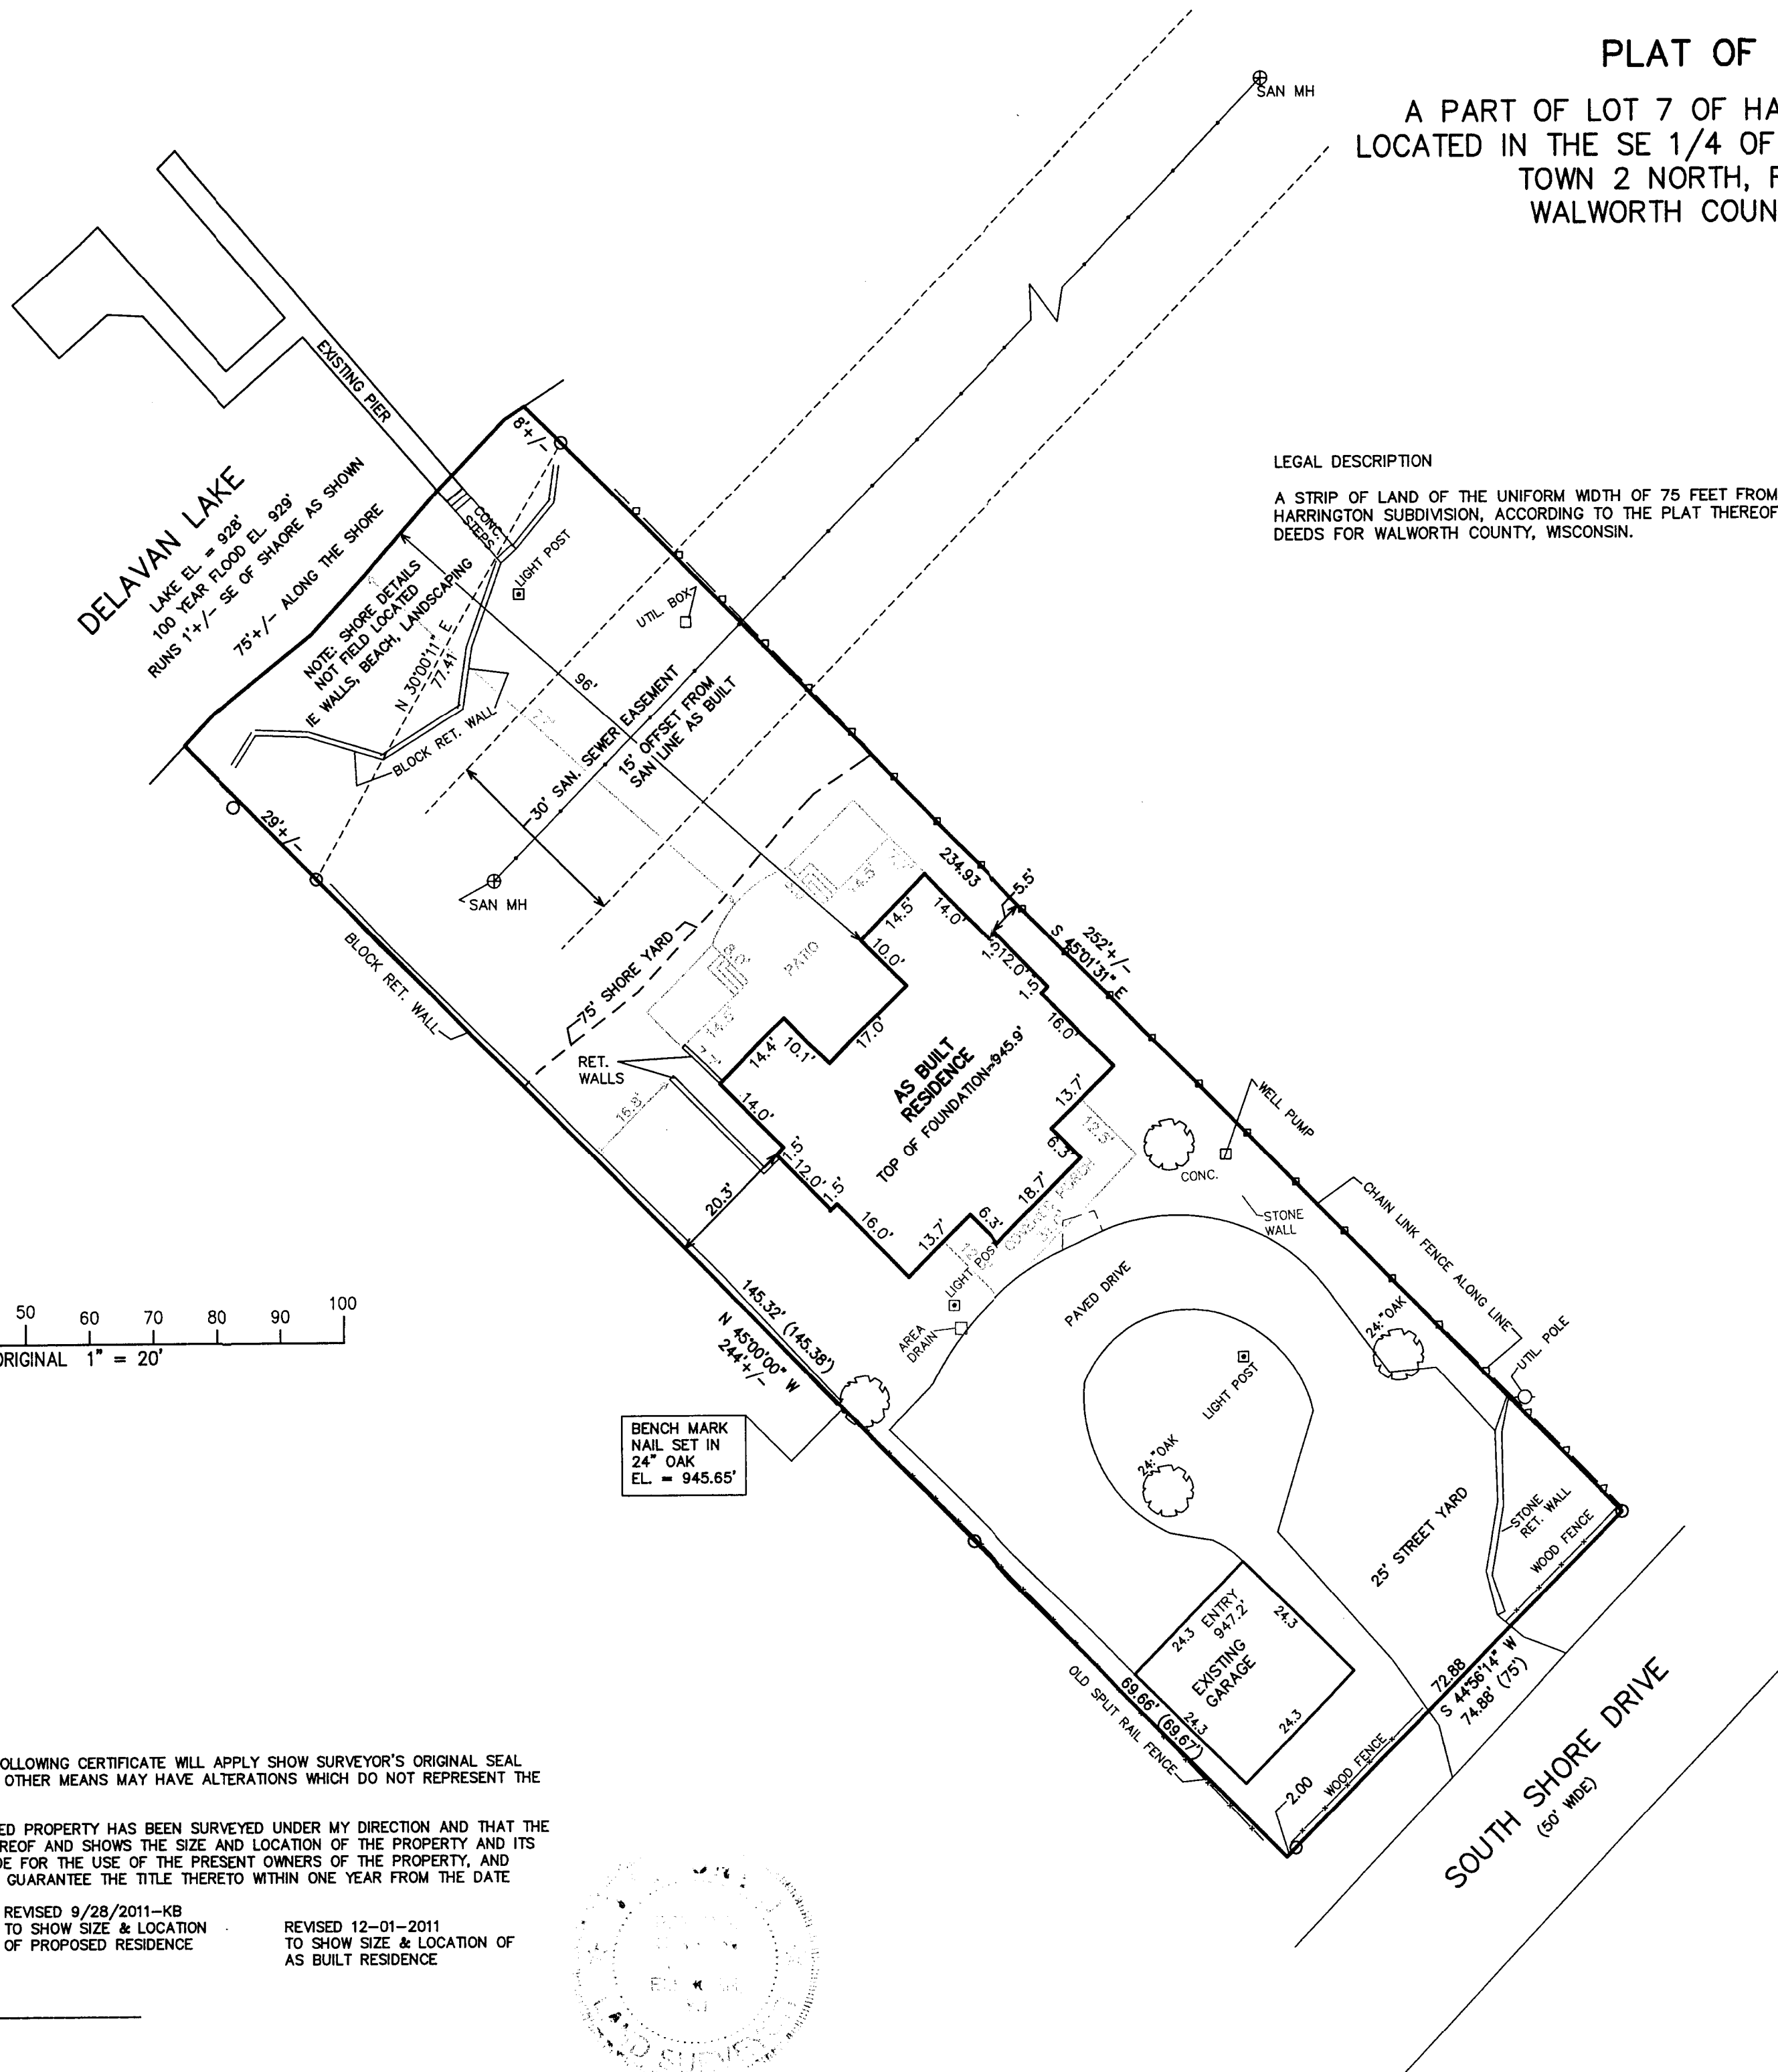 PLAT OF
A PART OF LOT 7 OF HA
LOCATED IN THE SE 1/4 OF
TOWN 2 NORTH,
WALWORTH COUN
SAN MH
LEGAL DESCRIPTION
A STRIP OF LAND OF THE UNIFORM WIDTH OF 75 FEET FROM
HARRINGTON SUBDIVISION, ACCORDING TO THE PLAT THEREOF
DEEDS FOR WALWORTH COUNTY, WISCONSIN.
EXISTING PIER
8'+/-
DELAVAN LAKE
LAKE EL. = 928'
100 YEAR FLOOD EL. 929'
RUNS 1'+/- SE OF SHAORE AS SHOWN
75'+/- ALONG THE SHORE
CONC.
STEPS
LIGHT POST
NOTE: SHORE DETAILS
NOT FIELD LOCATED
IE WALLS, BEACH, LANDSCAPING
N 30°00'11" E
77.41'
BLOCK RET. WALL
UTIL. BOX
96'
30' SAN. SEWER EASEMENT
15' OFFSET FROM
SAN LINE AS BUILT
29'+/-
SAN MH
BLOCK RET. WALL
75' SHORE YARD
PATIO
14.5'
14.5'
14.0'
10.0'
234.93
5.5'
252'+/-
S 45°01'31" E
1.5'
12.0'
1.5'
16.0'
RET.
WALLS
14.4'
10.1'
17.0'
14.0'
16.8'
1.5'
12.0'
1.5'
16.0'
20.3'
AS BUILT
RESIDENCE
TOP OF FOUNDATION=945.9'
13.7'
12.5'
6.3'
18.7'
6.3'
13.7'
COVERED PORCH
LIGHT POST
WELL PUMP
CONC.
STONE
WALL
CHAIN LINK FENCE ALONG LINE
UTIL. POLE
AREA
DRAIN
PAVED DRIVE
24" OAK
LIGHT POST
24" OAK
145.32' (145.38')
N 45°00'00" W
244'+/-
BENCH MARK
NAIL SET IN
24" OAK
EL. = 945.65'
50 60 70 80 90 100
ORIGINAL 1" = 20'
25' STREET YARD
STONE
RET. WALL
WOOD FENCE
24.3
ENTRY
947.2'
24.3
EXISTING
GARAGE
24.3
24.3
69.66' (69.67')
OLD SPLIT RAIL FENCE
2.00
WOOD FENCE
72.88
S 44°56'14" W
74.88' (75')
SOUTH SHORE DRIVE
(50' WIDE)
OLLOWING CERTIFICATE WILL APPLY SHOW SURVEYOR'S ORIGINAL SEAL
OTHER MEANS MAY HAVE ALTERATIONS WHICH DO NOT REPRESENT THE
ED PROPERTY HAS BEEN SURVEYED UNDER MY DIRECTION AND THAT THE
REOF AND SHOWS THE SIZE AND LOCATION OF THE PROPERTY AND ITS
DE FOR THE USE OF THE PRESENT OWNERS OF THE PROPERTY, AND
GUARANTEE THE TITLE THERETO WITHIN ONE YEAR FROM THE DATE
REVISED 9/28/2011-KB
TO SHOW SIZE & LOCATION
OF PROPOSED RESIDENCE
REVISED 12-01-2011
TO SHOW SIZE & LOCATION OF
AS BUILT RESIDENCE